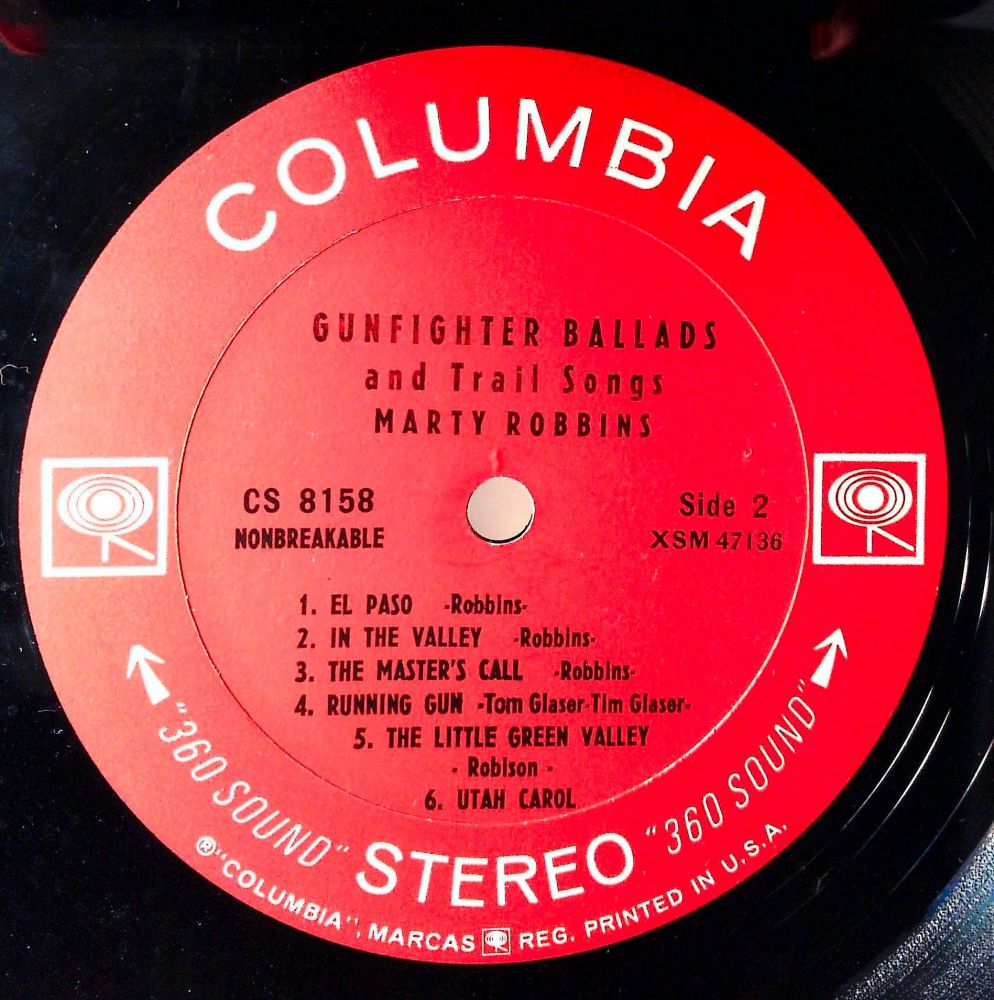 COLUMBIA
GUNFIGHTER BALLADS
and Trail Songs
MARTY ROBBINS
CS 8158
NONBREAKABLE
Side 2
XSM 47136
1. EL PASO -Robbins-
2. IN THE VALLEY -Robbins-
3. THE MASTER'S CALL -Robbins-
4. RUNNING GUN -Tom Glaser-Tim Glaser-
5. THE LITTLE GREEN VALLEY
- Robison -
6. UTAH CAROL
"360 SOUND" STEREO "360 SOUND"
®"COLUMBIA", MARCAS REG. PRINTED IN U.S.A.